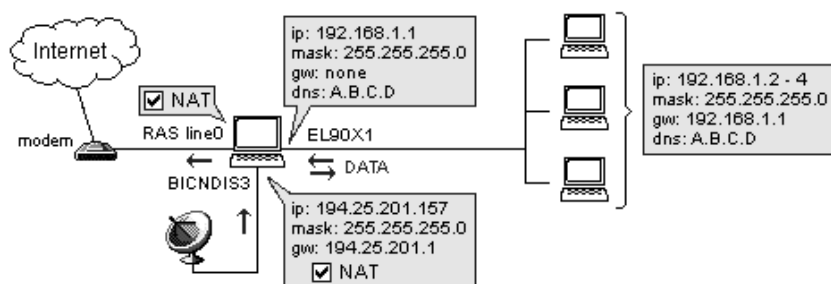 Internet
modem
NAT
RAS line0
BICNDIS3
ip: 192.168.1.1
mask: 255.255.255.0
gw: none
dns: A.B.C.D
EL90X1
DATA
ip: 194.25.201.157
mask: 255.255.255.0
gw: 194.25.201.1
NAT
ip: 192.168.1.2 - 4
mask: 255.255.255.0
gw: 192.168.1.1
dns: A.B.C.D